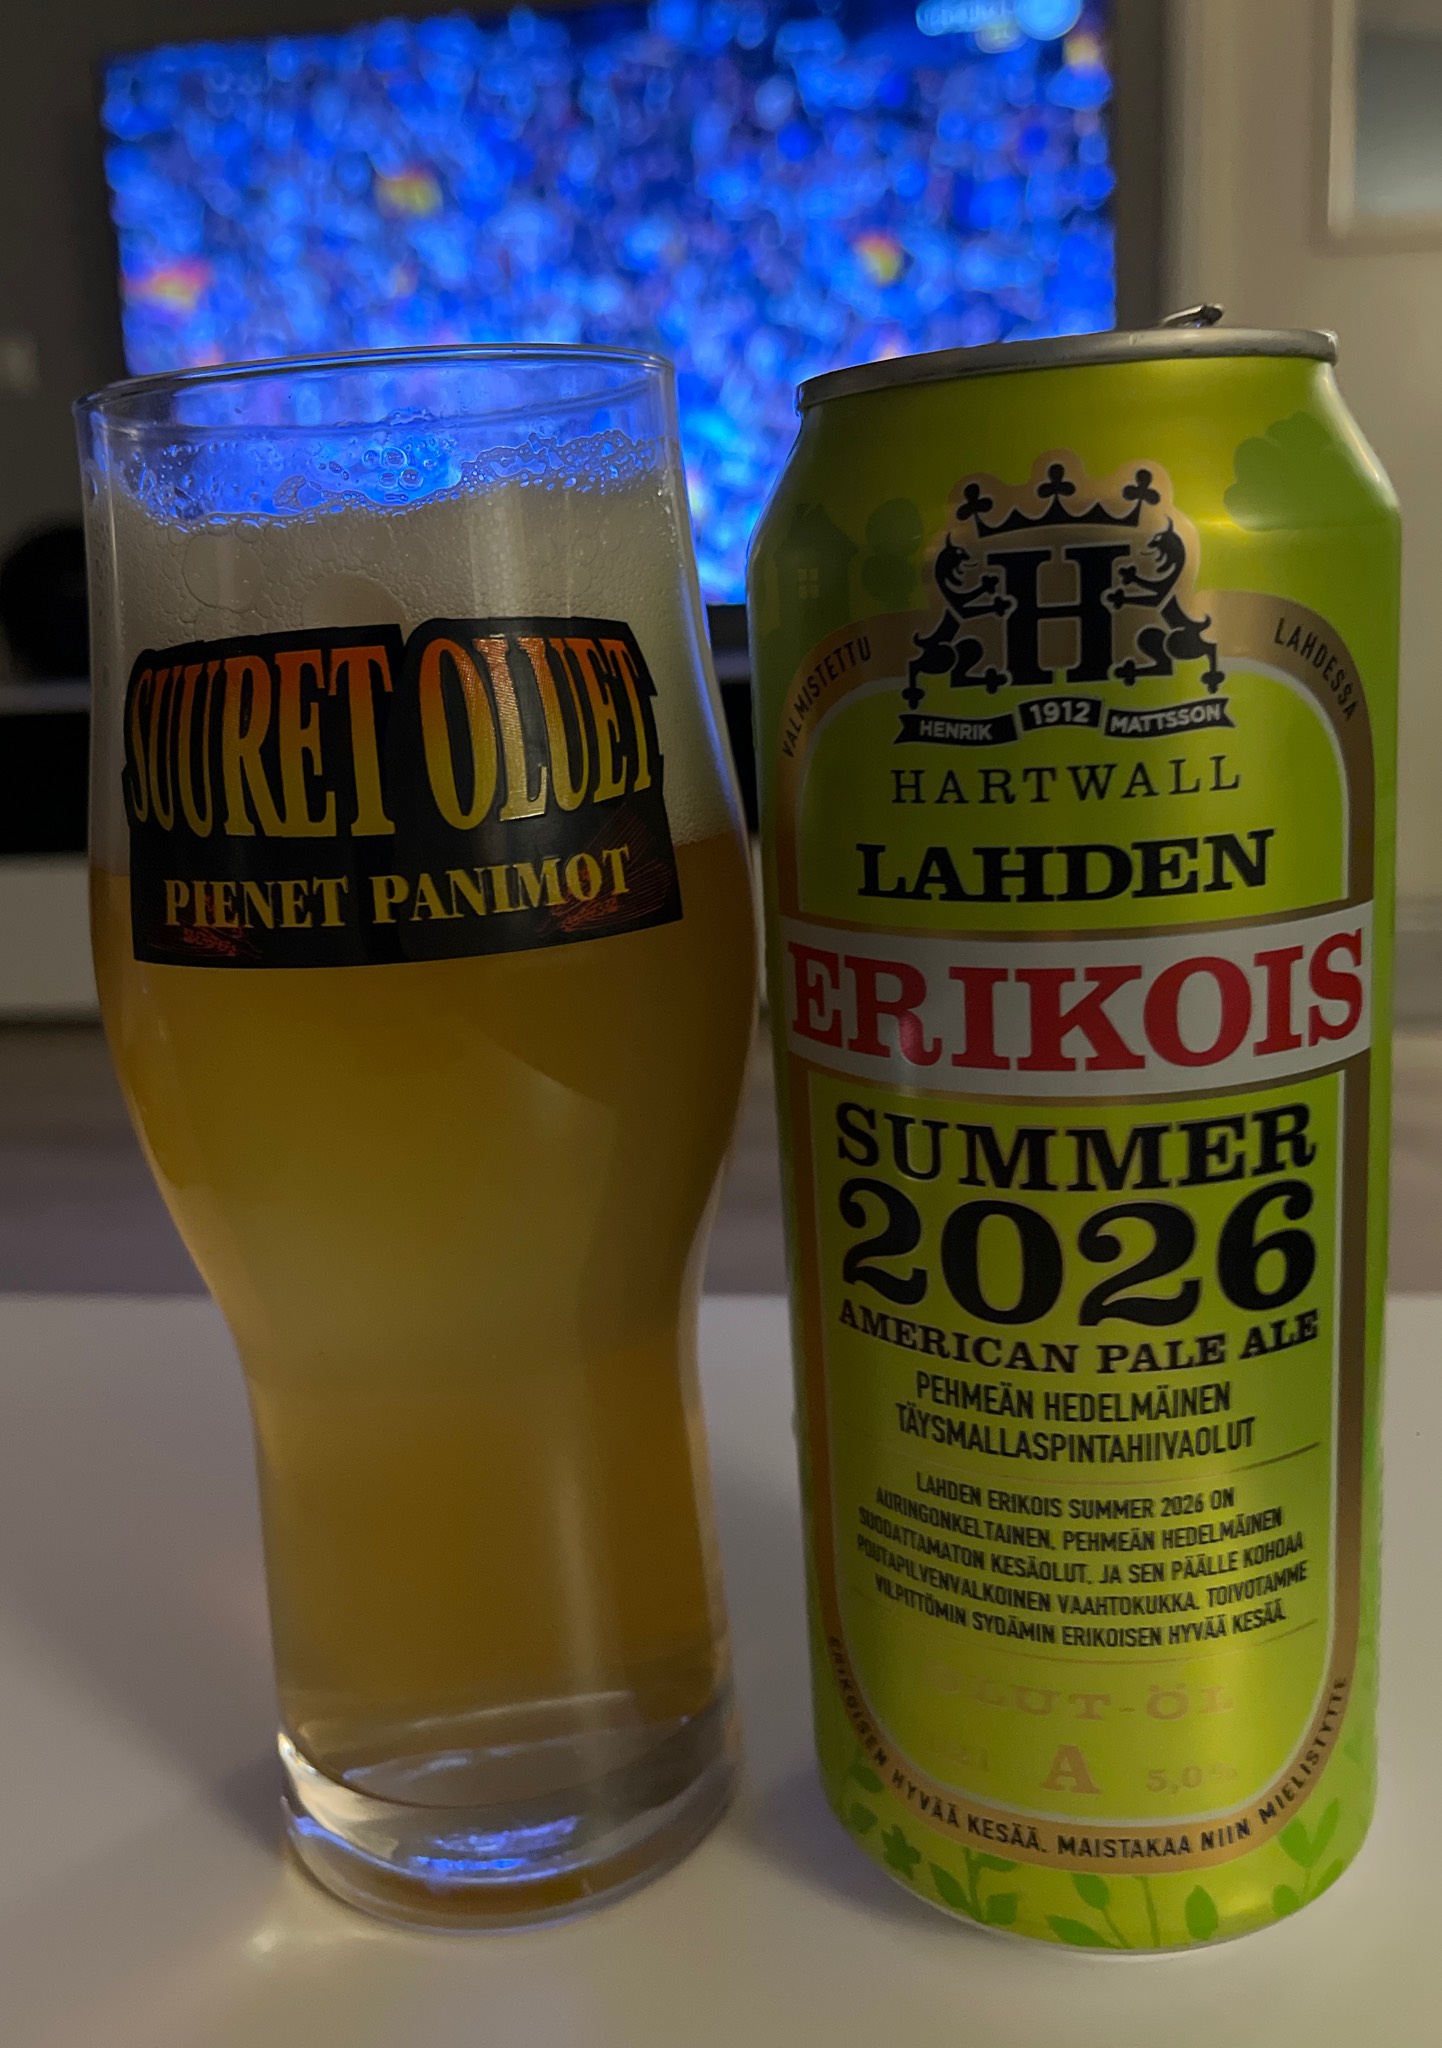 SUURET OLUET
PIENET PANIMOT
VALMISTETTU
LAHDESSA
H
HENRIK 1912 MATTSSON
HARTWALL
LAHDEN
ERIKOIS
SUMMER
2026
AMERICAN PALE ALE
PEHMEÄN HEDELMÄINEN
TÄYSMALLASPINTAHIIVAOLUT
LAHDEN ERIKOIS SUMMER 2026 ON
AURINGONKELTAINEN, PEHMEÄN HEDELMÄINEN
SUODATTAMATON KESÄOLUT, JA SEN PÄÄLLE KOHOAA
POUTAPILVENVALKOINEN VAAHTOKUKKA. TOIVOTAMME
VILPITTÖMIN SYDÄMIN ERIKOISEN HYVÄÄ KESÄÄ.
OLUT-ÖL
A 5,0%
ERIKOISEN HYVÄÄ KESÄÄ. MAISTAKAA NIIN MIELISTYTTE